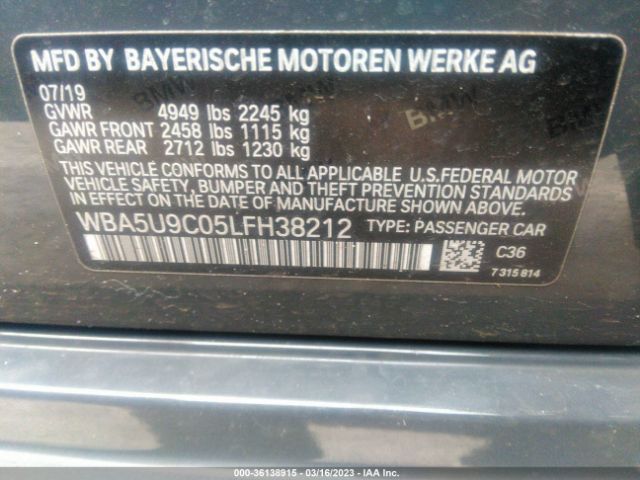 MFD BY BAYERISCHE MOTOREN WERKE AG
07/19
GVWR 4949 lbs 2245 kg
GAWR FRONT 2458 lbs 1115 kg
GAWR REAR 2712 lbs 1230 kg
THIS VEHICLE CONFORMS TO ALL APPLICABLE U.S.FEDERAL MOTOR
VEHICLE SAFETY, BUMPER AND THEFT PREVENTION STANDARDS
IN EFFECT ON THE DATE OF MANUFACTURE SHOWN ABOVE.
WBA5U9C05LFH38212 TYPE: PASSENGER CAR
C36
7 315 814
000-36138915 / 03/16/2023 - IAA Inc.